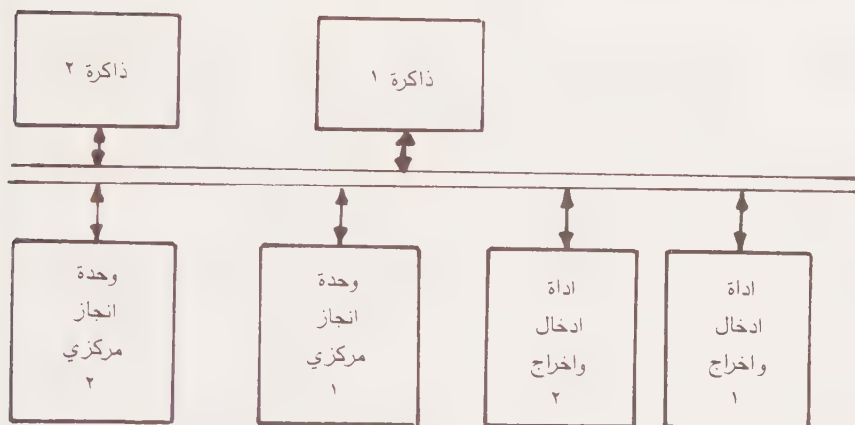 ذاكرة ١
ذاكرة ٢
اداة
ادخال
واخراج
١
اداة
ادخال
واخراج
٢
وحدة
انجاز
مركزي
١
وحدة
انجاز
مركزي
٢